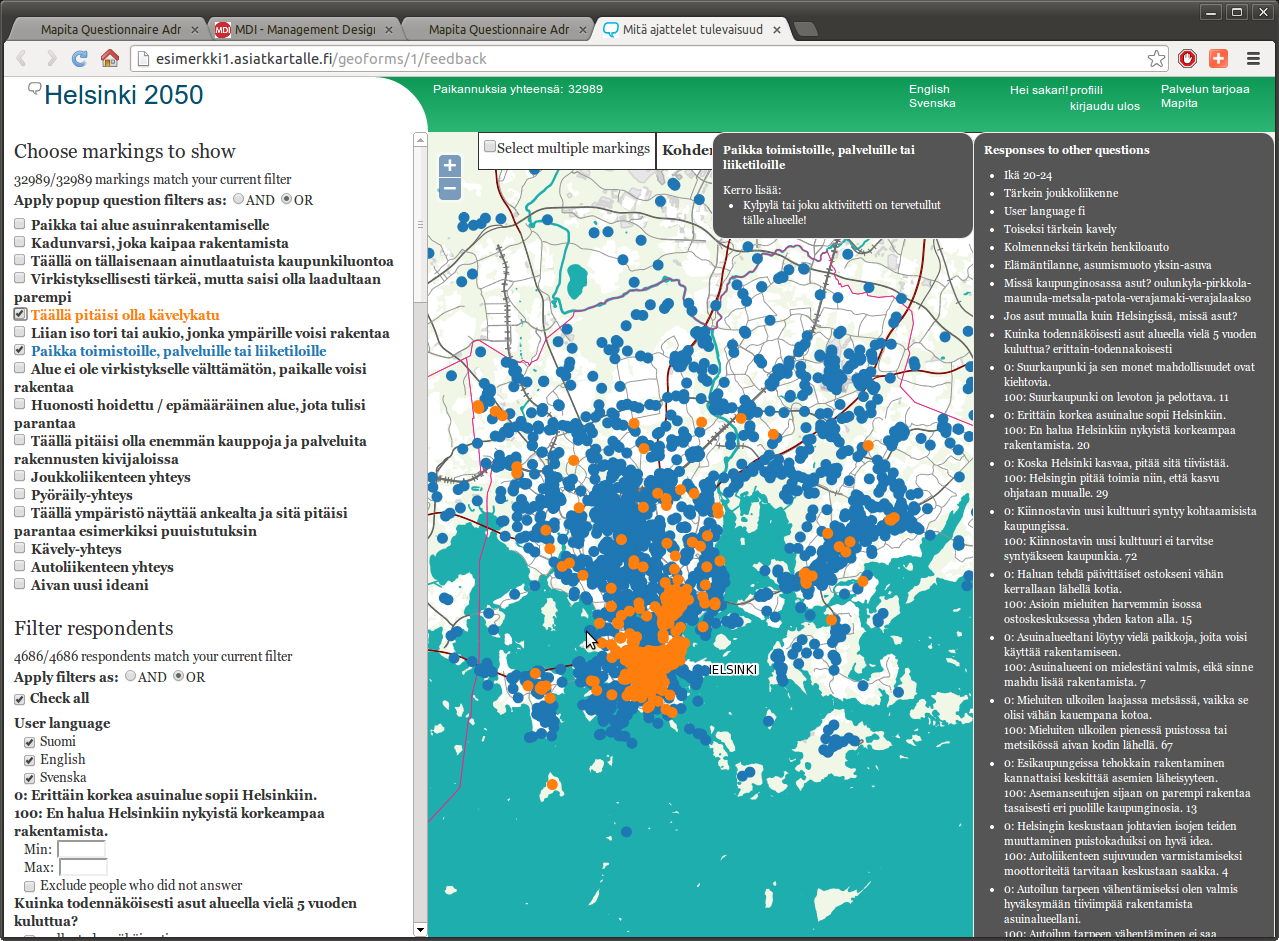 Mapita Questionnaire Adr
MDI - Management Design
Mapita Questionnaire Adr
Mitä ajattelet tulevaisuud
esimerkki1.asiatkartalle.fi/geoforms/1/feedback
Helsinki 2050
Paikannuksia yhteensä: 32989
English
Svenska
Hei sakari! profiili
kirjaudu ulos
Palvelun tarjoaa
Mapita
Choose markings to show
32989/32989 markings match your current filter
Apply popup question filters as: AND OR
Paikka tai alue asuinrakentamiselle
Kadunvarsi, joka kaipaa rakentamista
Täällä on tällaisenaan ainutlaatuista kaupunkiluontoa
Virkistyksellisesti tärkeä, mutta saisi olla laadultaan
parempi
Täällä pitäisi olla kävelykatu
Liian iso tori tai aukio, jonka ympärille voisi rakentaa
Paikka toimistoille, palveluille tai liiketiloille
Alue ei ole virkistykselle välttämätön, paikalle voisi
rakentaa
Huonosti hoidettu / epämääräinen alue, jota tulisi
parantaa
Täällä pitäisi olla enemmän kauppoja ja palveluita
rakennusten kivijaloissa
Joukkoliikenteen yhteys
Pyöräily-yhteys
Täällä ympäristö näyttää ankealta ja sitä pitäisi
parantaa esimerkiksi puuistutuksin
Kävely-yhteys
Autoliikenteen yhteys
Aivan uusi ideani
Filter respondents
4686/4686 respondents match your current filter
Apply filters as: AND OR
Check all
User language
Suomi
English
Svenska
0: Erittäin korkea asuinalue sopii Helsinkiin.
100: En halua Helsinkiin nykyistä korkeampaa
rakentamista.
Min:
Max:
Exclude people who did not answer
Kuinka todennäköisesti asut alueella vielä 5 vuoden
kuluttua?
Select multiple markings
Kohden
HELSINKI
Paikka toimistoille, palveluille tai
liiketiloille
Kerro lisää:
Kylpylä tai joku aktiviitetti on tervetullut
tälle alueelle!
Responses to other questions
Ikä 20-24
Tärkein joukkoliikenne
User language fi
Toiseksi tärkein kavely
Kolmenneksi tärkein henkiloauto
Elämäntilanne, asumismuoto yksin-asuva
Missä kaupunginosassa asut? oulunkyla-pirkkola-
maunula-metsala-patola-verajamaki-verajalaakso
Jos asut muualla kuin Helsingissä, missä asut?
Kuinka todennäköisesti asut alueella vielä 5 vuoden
kuluttua? erittain-todennakoisesti
0: Suurkaupunki ja sen monet mahdollisuudet ovat
kiehtovia.
100: Suurkaupunki on levoton ja pelottava. 11
0: Erittäin korkea asuinalue sopii Helsinkiin.
100: En halua Helsinkiin nykyistä korkeampaa
rakentamista. 20
0: Koska Helsinki kasvaa, pitää sitä tiivistää.
100: Helsingin pitää toimia niin, että kasvu
ohjataan muualle. 29
0: Kiinnostavin uusi kulttuuri syntyy kohtaamisista
kaupungissa.
100: Kiinnostavin uusi kulttuuri ei tarvitse
syntyäkseen kaupunkia. 72
0: Haluan tehdä päivittäiset ostokseni vähän
kerrallaan lähellä kotia.
100: Asioin mieluiten harvemmin isossa
ostoskeskuksessa yhden katon alla. 15
0: Asuinalueeltani löytyy vielä paikkoja, joita voisi
käyttää rakentamiseen.
100: Asuinalueeni on mielestäni valmis, eikä sinne
mahdu lisää rakentamista. 7
0: Mieluiten ulkoilen laajassa metsässä, vaikka se
olisi vähän kauempana kotoa.
100: Mieluiten ulkoilen pienessä puistossa tai
metsikössä aivan kodin lähellä. 67
0: Esikaupungeissa tehokkain rakentaminen
kannattaisi keskittää asemien läheisyyteen.
100: Asemanseutujen sijaan on parempi rakentaa
tasaisesti eri puolille kaupunginosia. 13
0: Helsingin keskustaan johtavien isojen teiden
muuttaminen puistokaduiksi on hyvä idea.
100: Autoliikenteen sujuvuuden varmistamiseksi
moottoriteitä tarvitaan keskustaan saakka. 4
0: Autoilun tarpeen vähentämiseksi olen valmis
hyväksymään tiiviimpää rakentamista
asuinalueellani.
100: Autoilun tarpeen vähentäminen ei saa